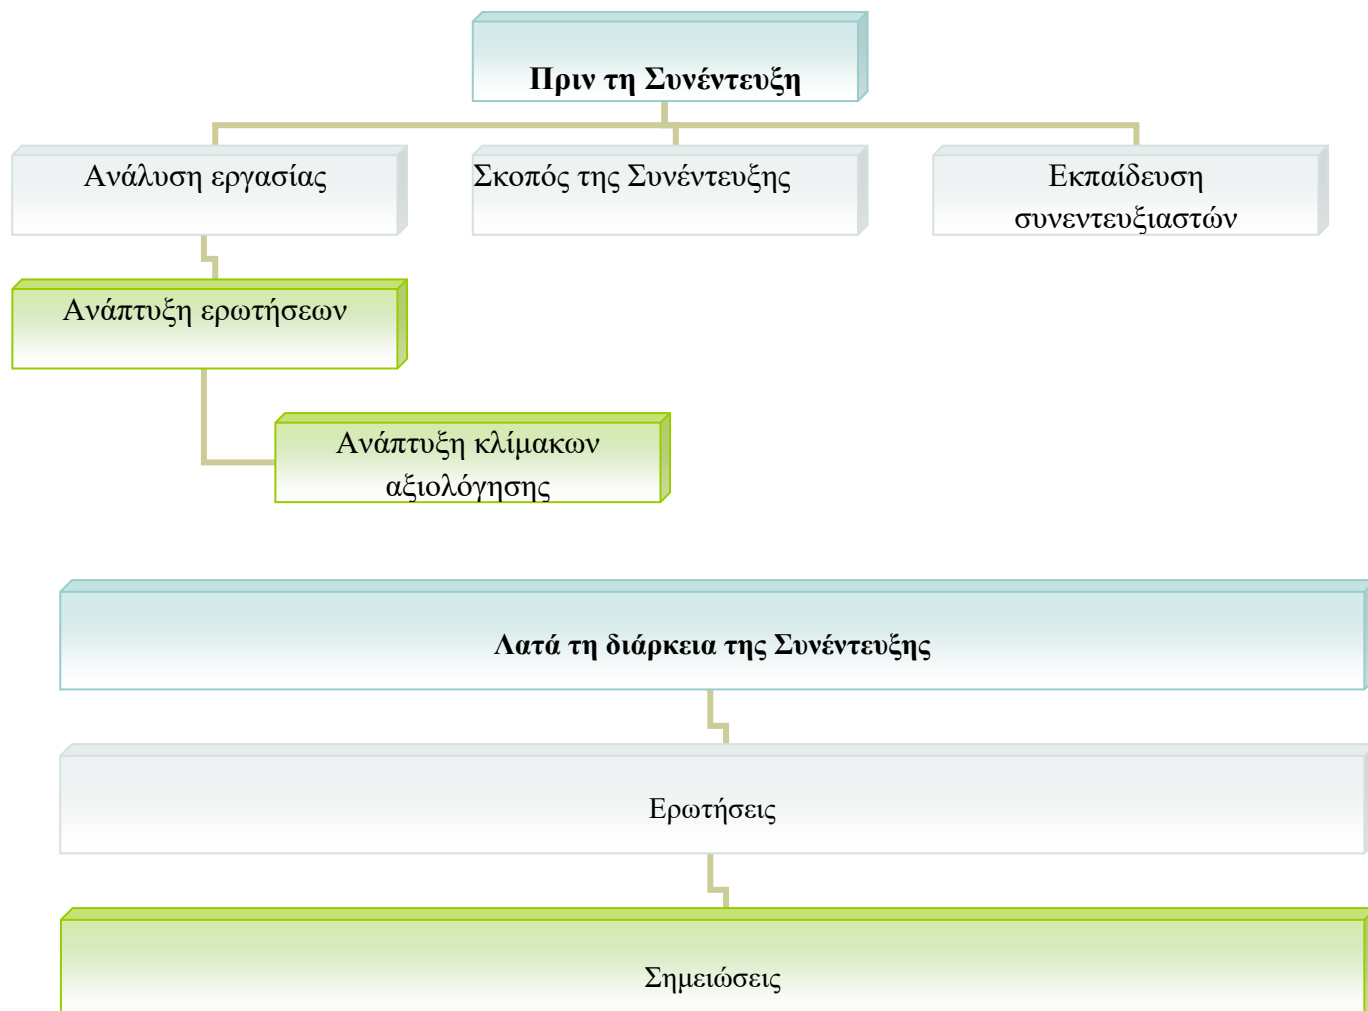 Πριν τη Συνέντευξη
Ανάλυση εργασίας
Σκοπός της Συνέντευξης
Εκπαίδευση
συνεντευξιαστών
Ανάπτυξη ερωτήσεων
Ανάπτυξη κλίμακων
αξιολόγησης
Λατά τη διάρκεια της Συνέντευξης
Ερωτήσεις
Σημειώσεις